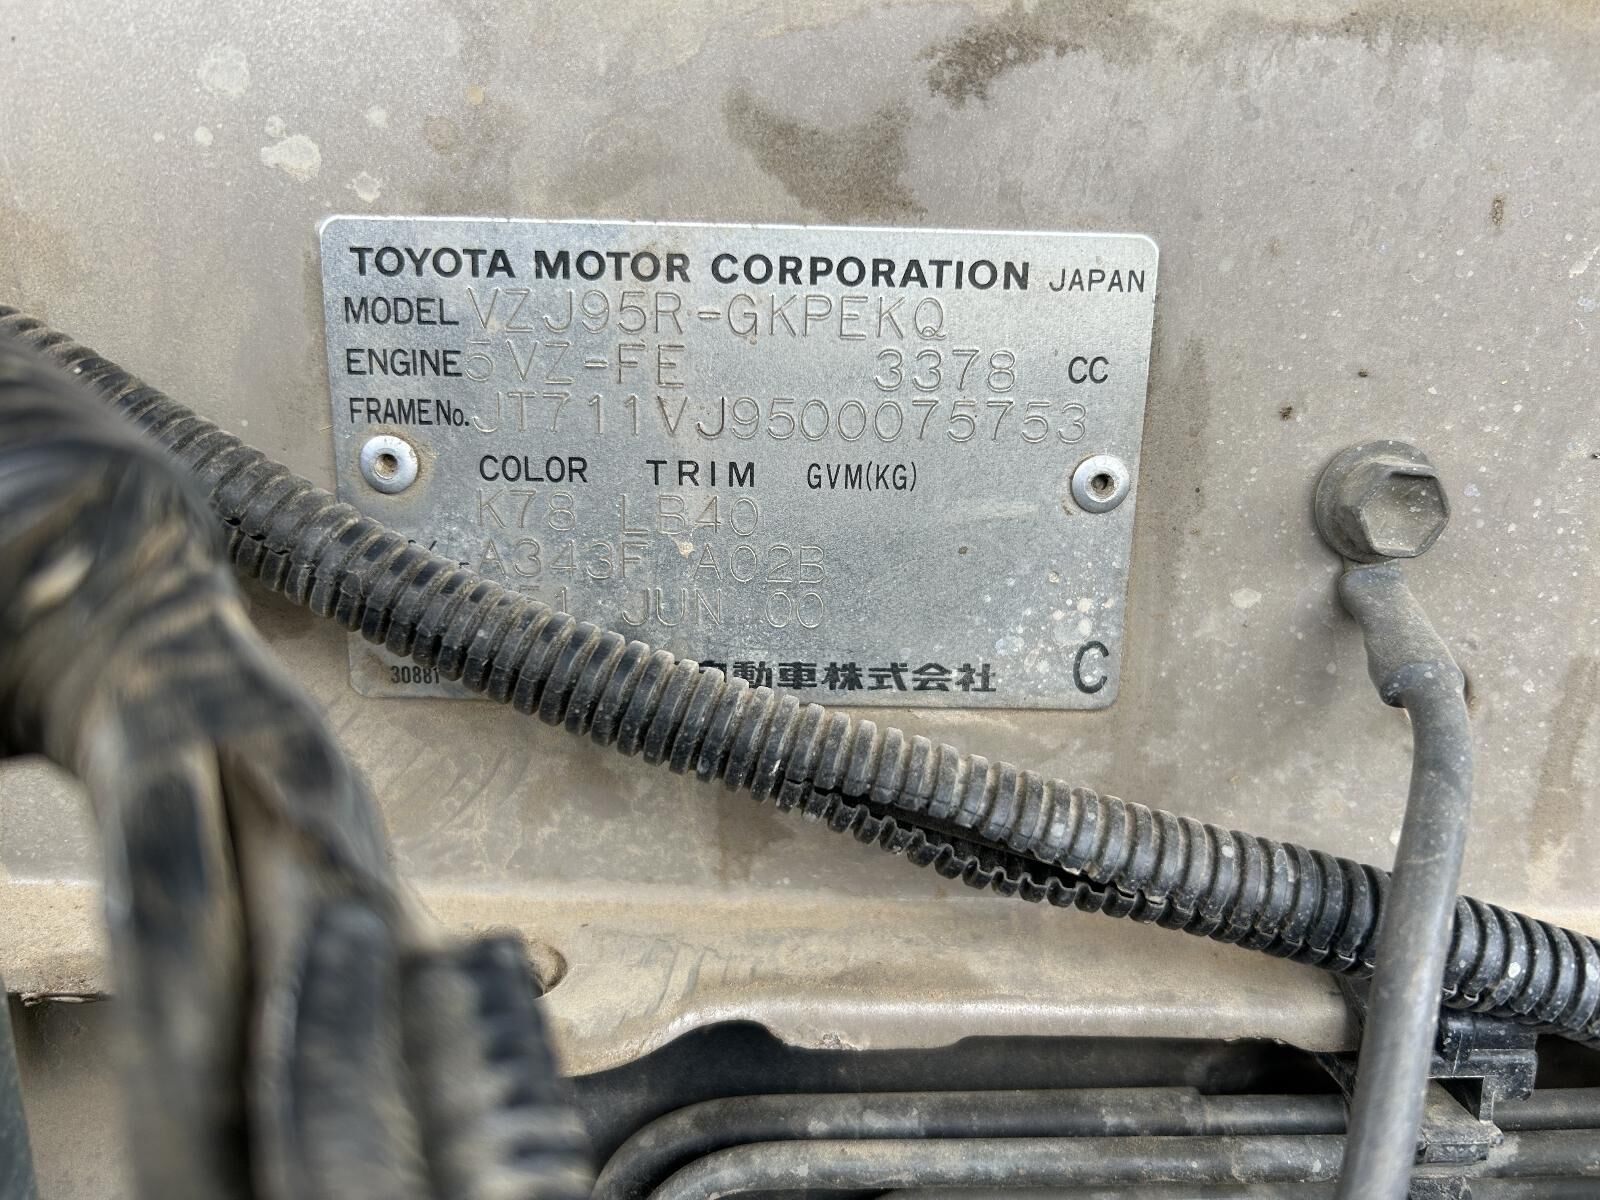 TOYOTA MOTOR CORPORATION JAPAN
MODEL VZJ95R-GKPEKQ
ENGINE 5VZ-FE 3378 CC
FRAME No. JT711VJ9500075753
COLOR TRIM GVM(KG)
K78 LB40
-A343F A02B
51 JUN 00
30881 自動車株式会社 C